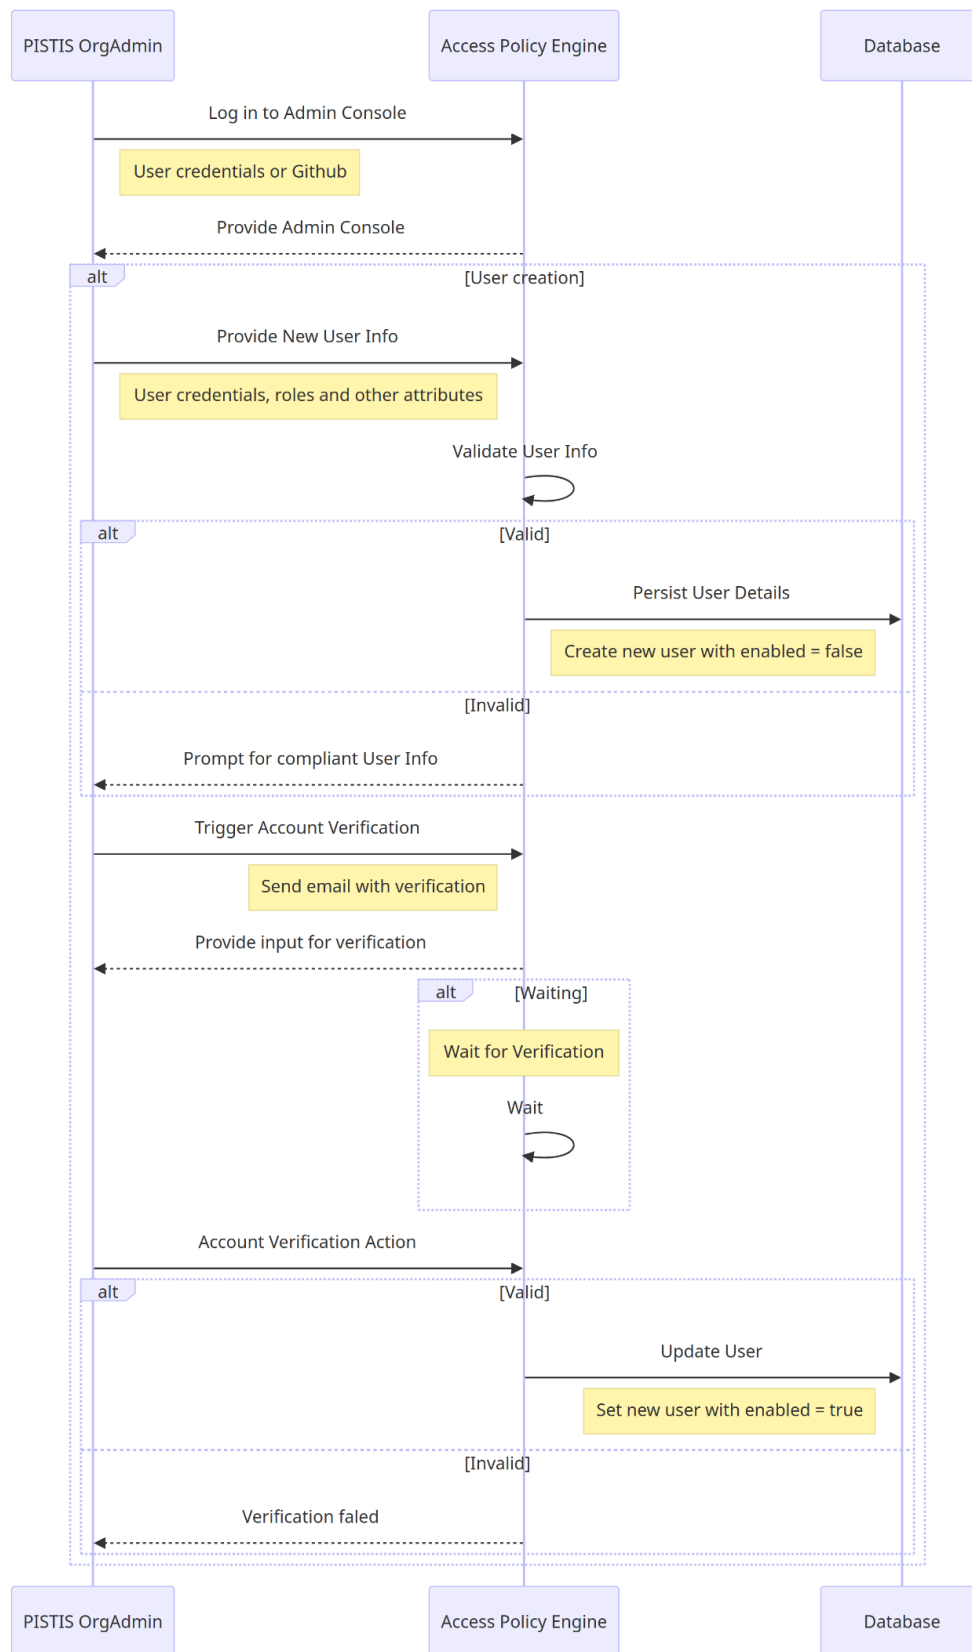 PISTIS OrgAdmin
Access Policy Engine
Database
Log in to Admin Console
User credentials or Github
Provide Admin Console
alt
[User creation]
Provide New User Info
User credentials, roles and other attributes
Validate User Info
alt
[Valid]
Persist User Details
Create new user with enabled = false
[Invalid]
Prompt for compliant User Info
Trigger Account Verification
Send email with verification
Provide input for verification
alt
[Waiting]
Wait for Verification
Wait
Account Verification Action
alt
[Valid]
Update User
Set new user with enabled = true
[Invalid]
Verification faled
PISTIS OrgAdmin
Access Policy Engine
Database